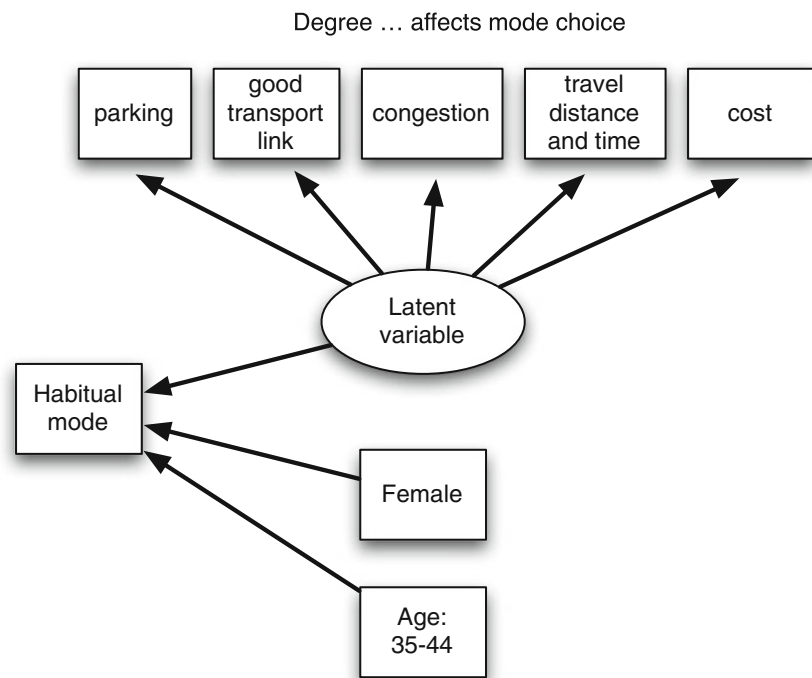 Degree … affects mode choice
parking
good
transport
link
congestion
travel
distance
and time
cost
Latent
variable
Habitual
mode
Female
Age:
35-44